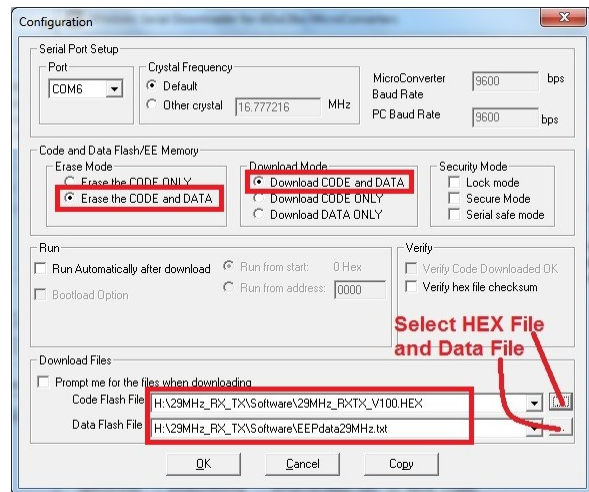 Configuration
Serial Port Setup
Port
COM6
Crystal Frequency
Default
Other crystal 16.777216 MHz
MicroConverter
Baud Rate
9600 bps
PC Baud Rate 9600 bps
Code and Data Flash/EE Memory
Erase Mode
Erase the CODE ONLY
Erase the CODE and DATA
Download Mode
Download CODE and DATA
Download CODE ONLY
Download DATA ONLY
Security Mode
Lock mode
Secure Mode
Serial safe mode
Run
Run Automatically after download
Run from start: 0 Hex
Bootload Option
Run from address: 0000
Verify
Verify Code Downloaded OK
Verify hex file checksum
Select HEX File
and Data File
Download Files
Prompt me for the files when downloading
Code Flash File H:\29MHz_RX_TX\Software\29MHz_RXTX_V100.HEX
Data Flash File H:\29MHz_RX_TX\Software\EEPdata29MHz.txt
OK Cancel Copy